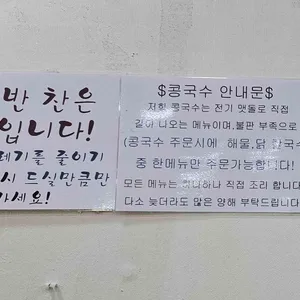 반 찬은
입니다!
레기를 줄이기
시 드실만큼만
가세요!
$콩국수 안내문$
저희 콩국수는 전기 맷돌로 직접
갈아 나오는 메뉴이며,불판 부족으로
(콩국수 주문시에 해물,닭 칼국수
중 한메뉴만 주문가능합니다!
모든 메뉴는 하나하나 직접 조리 합니다
다소 늦더라도 많은 양해 부탁드립니다